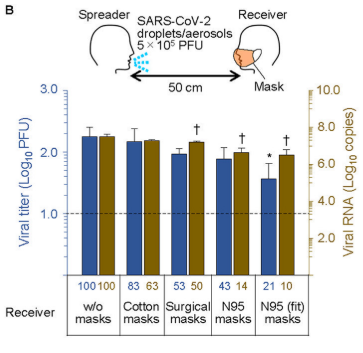 B
Spreader
SARS-CoV-2
droplets/aerosols
5 × 10⁵ PFU
Receiver
50 cm
Mask
Viral titer (Log₁₀ PFU)
3.0
2.0
1.0
† † † *
10.0
8.0
6.0
4.0
2.0
Viral RNA (Log₁₀ copies)
100 100 83 63 53 50 43 14 21 10
Receiver
w/o masks
Cotton masks
Surgical masks
N95 masks
N95 (fit) masks